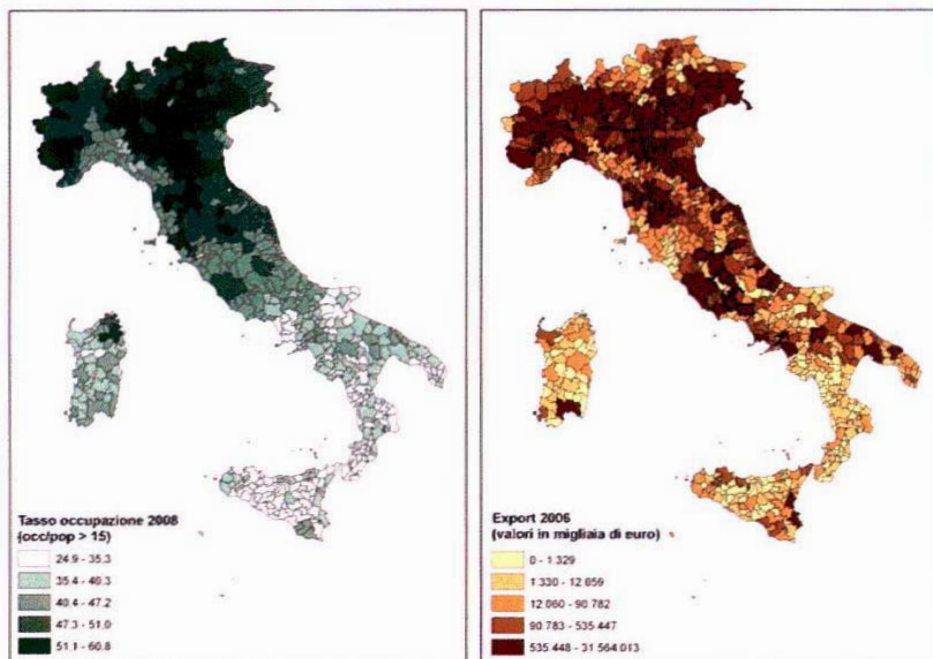 Tasso occupazione 2008
(occ/pop > 15)
24.9 - 35.3
35.4 - 40.3
40.4 - 47.2
47.3 - 51.0
51.1 - 60.8
Export 2006
(valori in migliaia di euro)
0 - 1.329
1.330 - 12.059
12.060 - 90.782
90.783 - 535.447
535.448 - 31.564.013